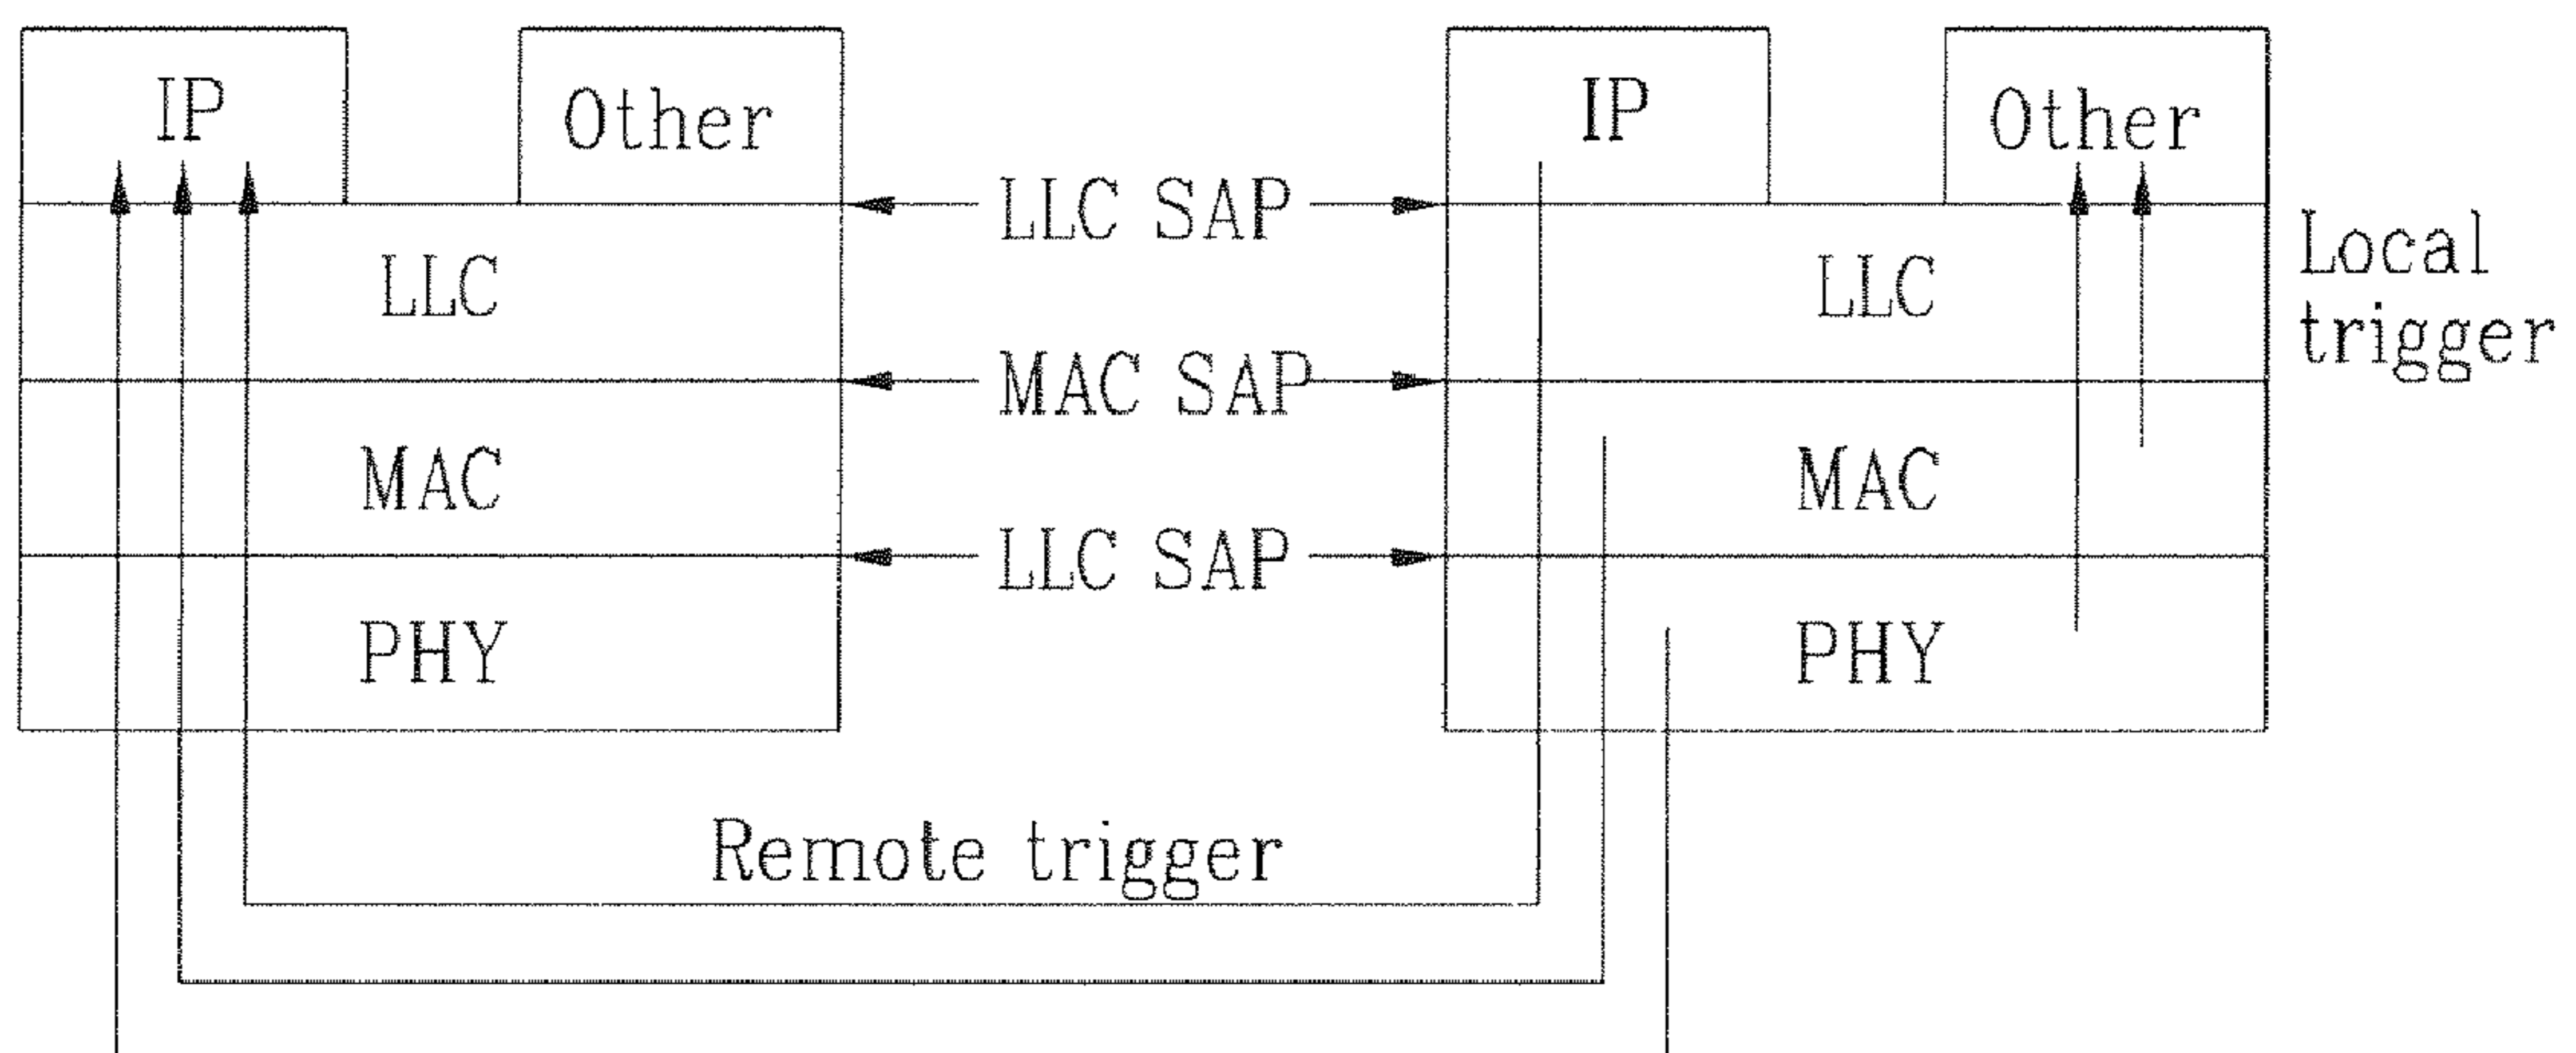 IP
Other
IP
Other
LLC SAP
LLC
LLC
Local
trigger
MAC SAP
MAC
MAC
LLC SAP
PHY
PHY
Remote trigger